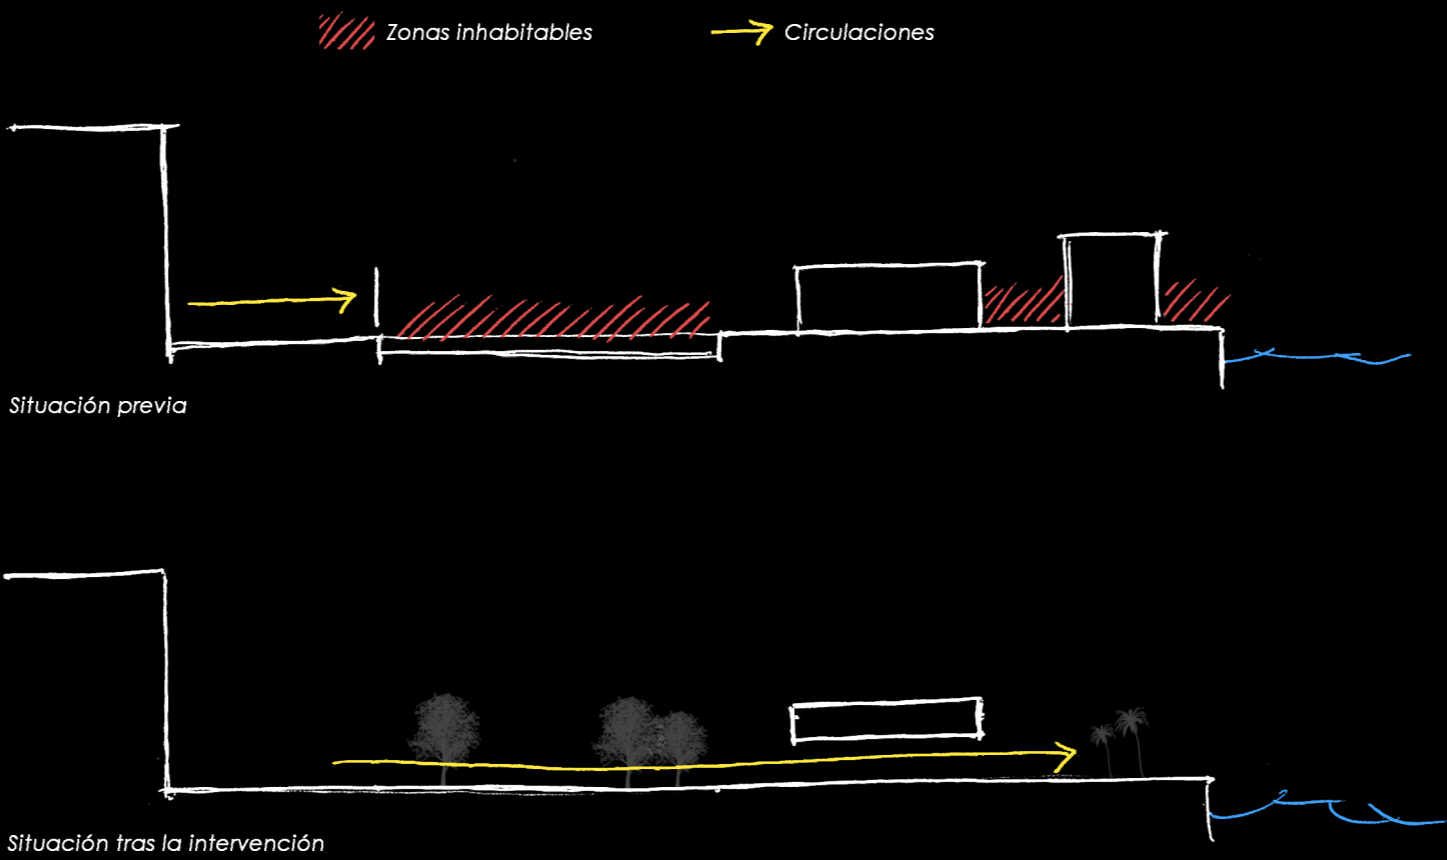 Zonas inhabitables
Circulaciones
Situación previa
Situación tras la intervención